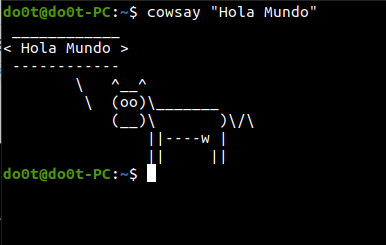 do0t@do0t-PC:~$ cowsay "Hola Mundo"
 ____________
< Hola Mundo >
 ------------
        \   ^__^
         \  (oo)\_______
            (__)\       )\/\
                ||----w |
                ||     ||
do0t@do0t-PC:~$